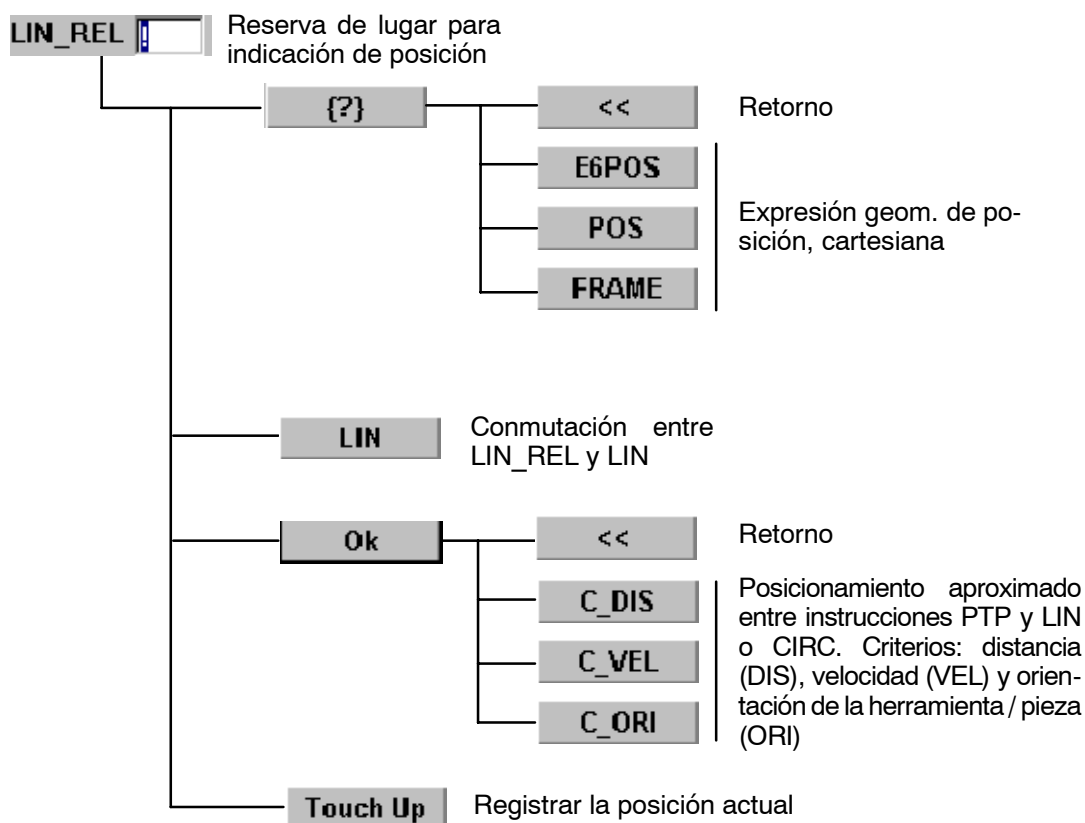 LIN_REL !
Reserva de lugar para
indicación de posición
{?}
<<
Retorno
E6POS
POS
FRAME
Expresión geom. de po-
sición, cartesiana
LIN
Conmutación entre
LIN_REL y LIN
Ok
<<
Retorno
C_DIS
C_VEL
C_ORI
Posicionamiento aproximado
entre instrucciones PTP y LIN
o CIRC. Criterios: distancia
(DIS), velocidad (VEL) y orien-
tación de la herramienta / pieza
(ORI)
Touch Up
Registrar la posición actual